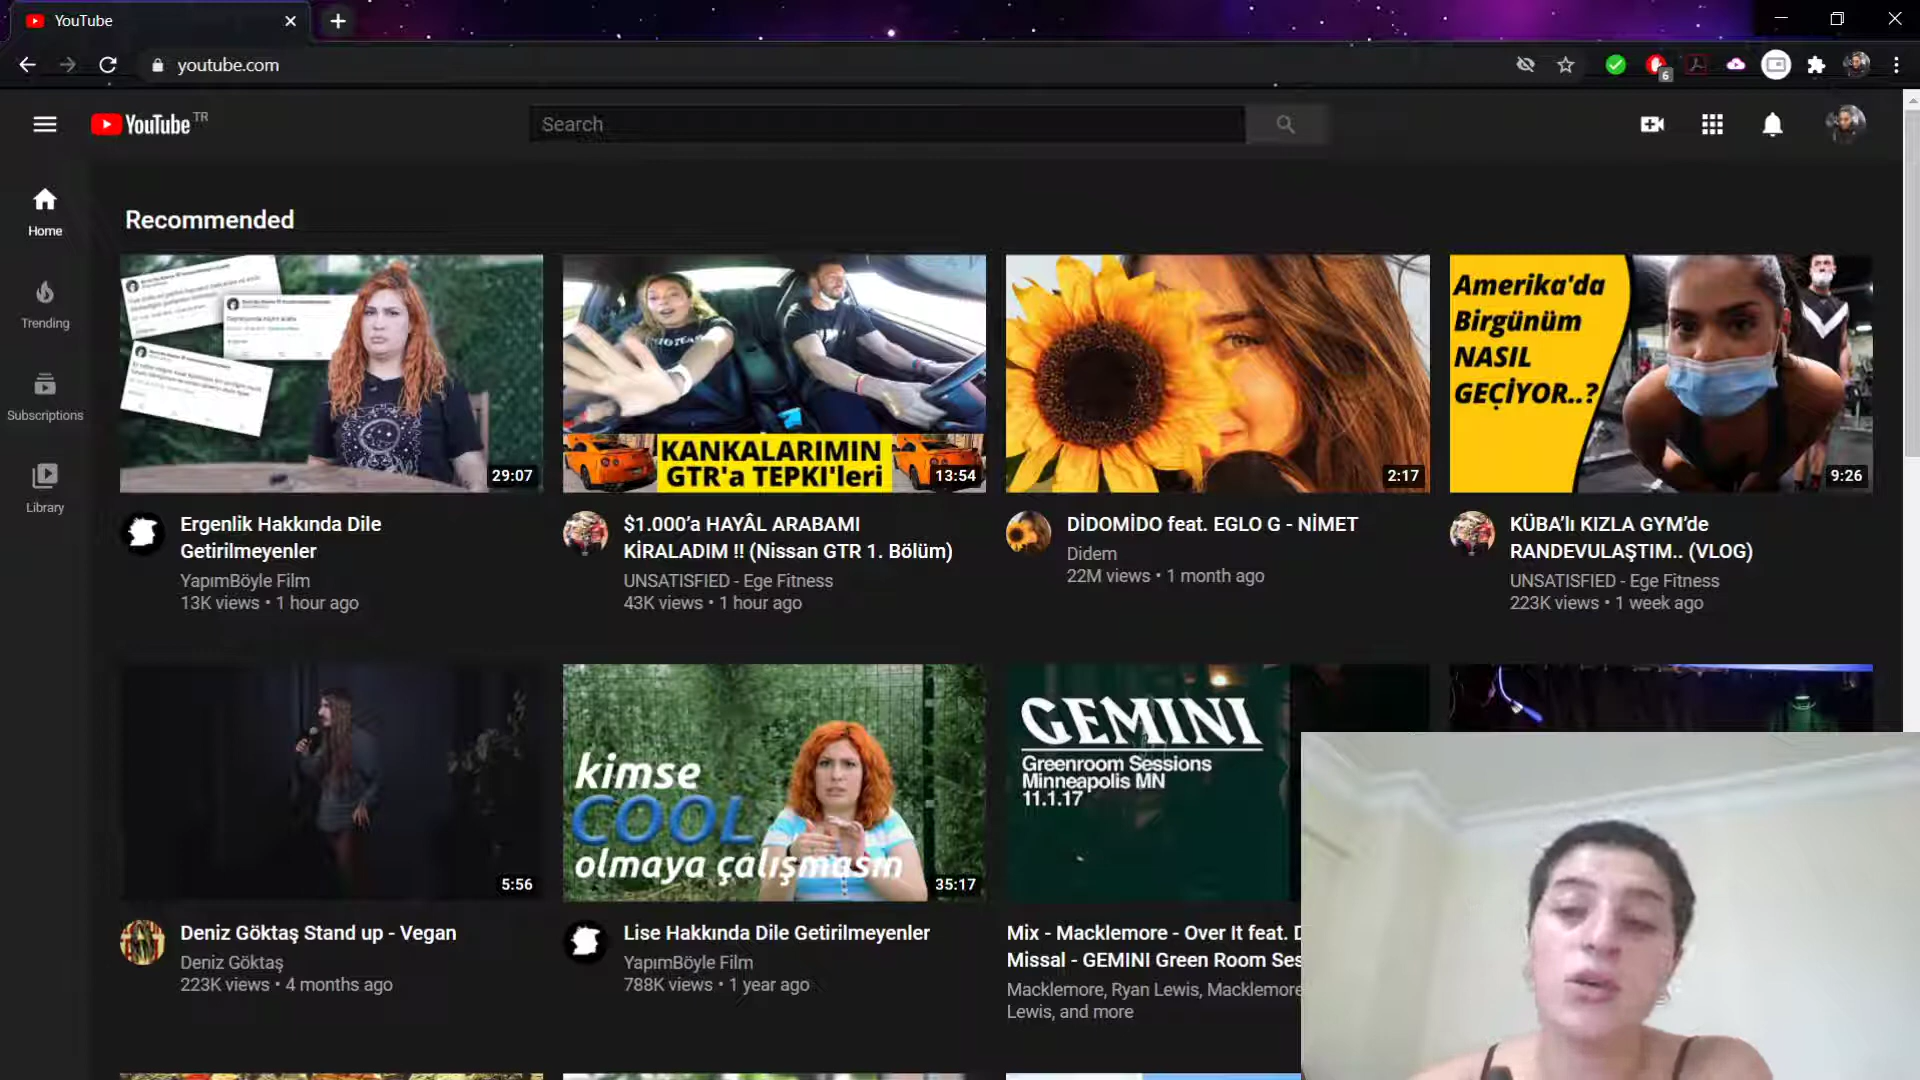 YouTube
youtube.com
6
YouTube TR
Search
Home
Trending
Subscriptions
Library
Recommended
29:07
Ergenlik Hakkında Dile
Getirilmeyenler
YapımBöyle Film
13K views • 1 hour ago
KANKALARIMIN
GTR'a TEPKI'leri
13:54
$1.000’a HAYÂL ARABAMI
KİRALADIM !! (Nissan GTR 1. Bölüm)
UNSATISFIED - Ege Fitness
43K views • 1 hour ago
2:17
DİDOMİDO feat. EGLO G - NİMET
Didem
22M views • 1 month ago
Amerika'da
Birgünüm
NASIL
GEÇİYOR..?
9:26
KÜBA’lı KIZLA GYM’de
RANDEVULAŞTIM.. (VLOG)
UNSATISFIED - Ege Fitness
223K views • 1 week ago
5:56
Deniz Göktaş Stand up - Vegan
Deniz Göktaş
223K views • 4 months ago
kimse
COOL
olmaya çalışmasın
35:17
Lise Hakkında Dile Getirilmeyenler
YapımBöyle Film
788K views • 1 year ago
GEMINI
Greenroom Sessions
Minneapolis MN
11.1.17
Mix - Macklemore - Over It feat. D
Missal - GEMINI Green Room Ses
Macklemore, Ryan Lewis, Macklemore
Lewis, and more